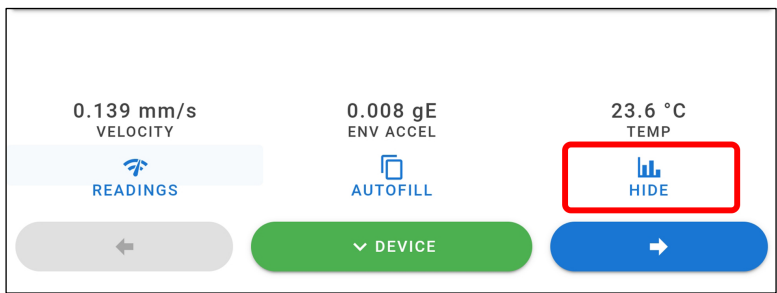 0.139 mm/s
VELOCITY
0.008 gE
ENV ACCEL
23.6 °C
TEMP
READINGS
AUTOFILL
HIDE
DEVICE